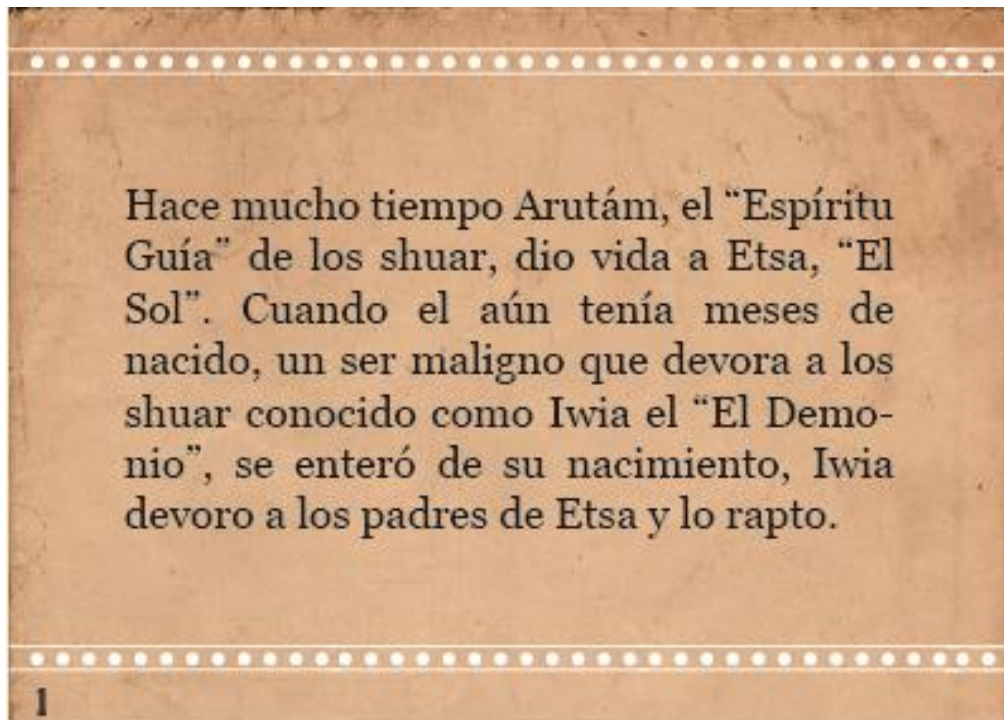 Hace mucho tiempo Arutám, el “Espíritu
Guía” de los shuar, dio vida a Etsa, “El
Sol”. Cuando el aún tenía meses de
nacido, un ser maligno que devora a los
shuar conocido como Iwia el “El Demo-
nio”, se enteró de su nacimiento, Iwia
devoro a los padres de Etsa y lo rapto.
1